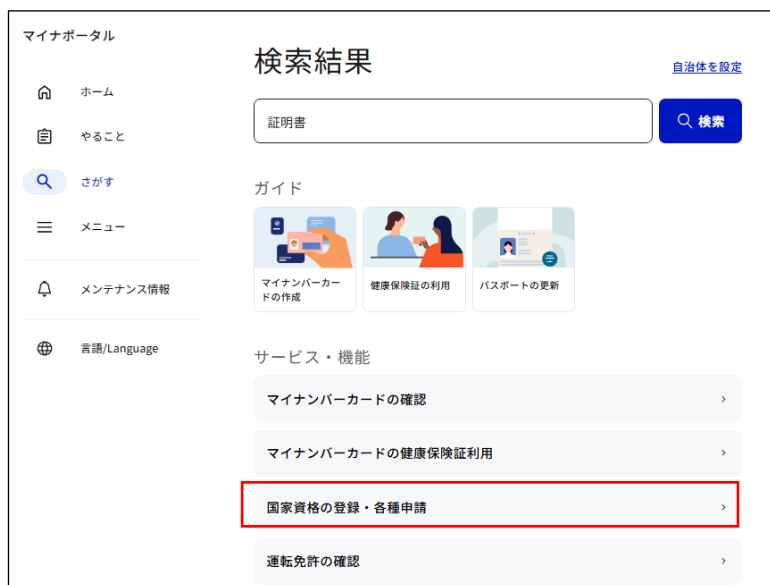 マイナポータル
ホーム
やること
さがす
メニュー
メンテナンス情報
言語/Language
検索結果
自治体を設定
証明書
検索
ガイド
マイナンバーカー
ドの作成
健康保険証の利用
パスポートの更新
サービス・機能
マイナンバーカードの確認
マイナンバーカードの健康保険証利用
国家資格の登録・各種申請
運転免許の確認